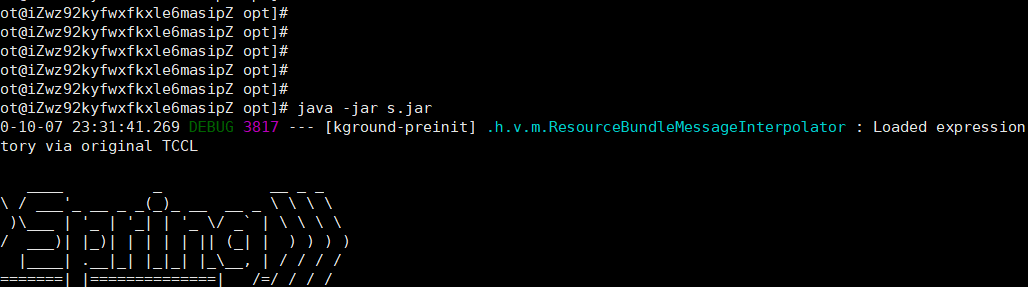 ot@iZwz92kyfwxfkxle6masipZ opt]#
ot@iZwz92kyfwxfkxle6masipZ opt]#
ot@iZwz92kyfwxfkxle6masipZ opt]#
ot@iZwz92kyfwxfkxle6masipZ opt]#
ot@iZwz92kyfwxfkxle6masipZ opt]#
ot@iZwz92kyfwxfkxle6masipZ opt]# java -jar s.jar
0-10-07 23:31:41.269 DEBUG 3817 --- [kground-preinit] .h.v.m.ResourceBundleMessageInterpolator : Loaded expression
tory via original TCCL
  ____          _            __ _ _
\ / ___'_ __ _ _(_)_ __  __ _ \ \ \ \
 )\___ | '_ | '_| | '_ \/ _` | \ \ \ \
/  ___)| |_)| | | | | || (_| |  ) ) ) )
  |____| .__|_| |_|_| |_\__, | / / / /
=======|_|==============|___/=/_/_/_/